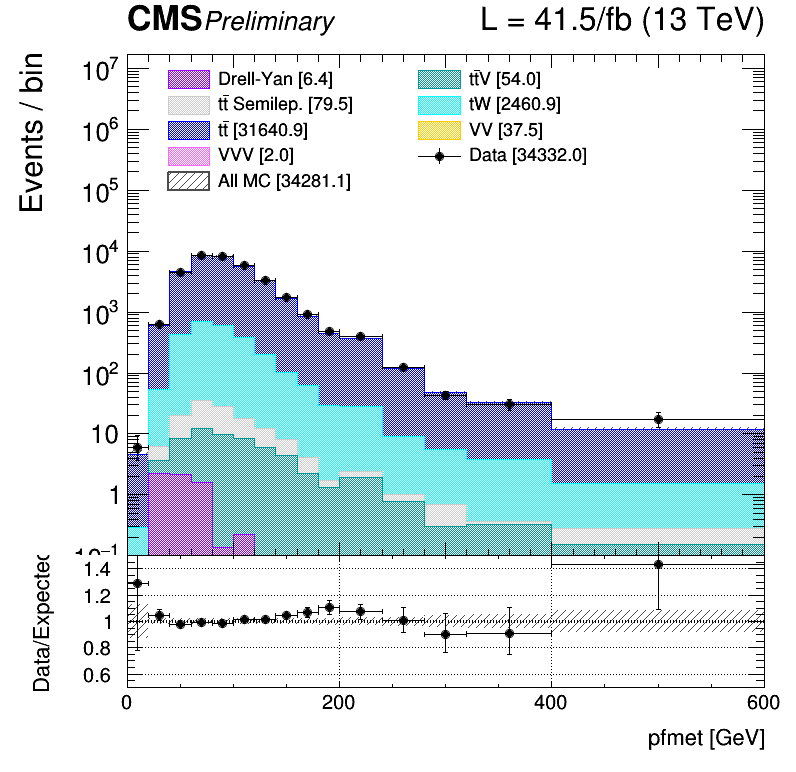 CMS Preliminary L = 41.5/fb (13 TeV)
Events / bin
10⁷
10⁶
10⁵
10⁴
10³
10²
10
1
10⁻¹
Drell-Yan [6.4]
tt̄ Semilep. [79.5]
tt̄ [31640.9]
VVV [2.0]
All MC [34281.1]
tt̄V [54.0]
tW [2460.9]
VV [37.5]
Data [34332.0]
Data/Expected
1.4
1.2
1
0.8
0.6
0 200 400 600
pfmet [GeV]